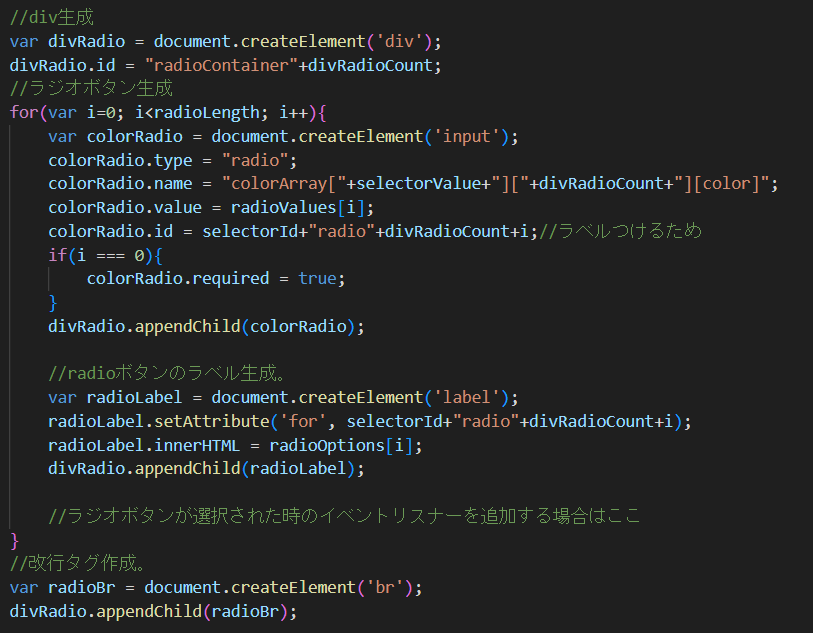 //div生成
var divRadio = document.createElement('div');
divRadio.id = "radioContainer"+divRadioCount;
//ラジオボタン生成
for(var i=0; i<radioLength; i++){
    var colorRadio = document.createElement('input');
    colorRadio.type = "radio";
    colorRadio.name = "colorArray["+selectorValue+"]["+divRadioCount+"][color]";
    colorRadio.value = radioValues[i];
    colorRadio.id = selectorId+"radio"+divRadioCount+i;//ラベルつけるため
    if(i === 0){
        colorRadio.required = true;
    }
    divRadio.appendChild(colorRadio);

    //radioボタンのラベル生成。
    var radioLabel = document.createElement('label');
    radioLabel.setAttribute('for', selectorId+"radio"+divRadioCount+i);
    radioLabel.innerHTML = radioOptions[i];
    divRadio.appendChild(radioLabel);

    //ラジオボタンが選択された時のイベントリスナーを追加する場合はここ
}
//改行タグ作成。
var radioBr = document.createElement('br');
divRadio.appendChild(radioBr);